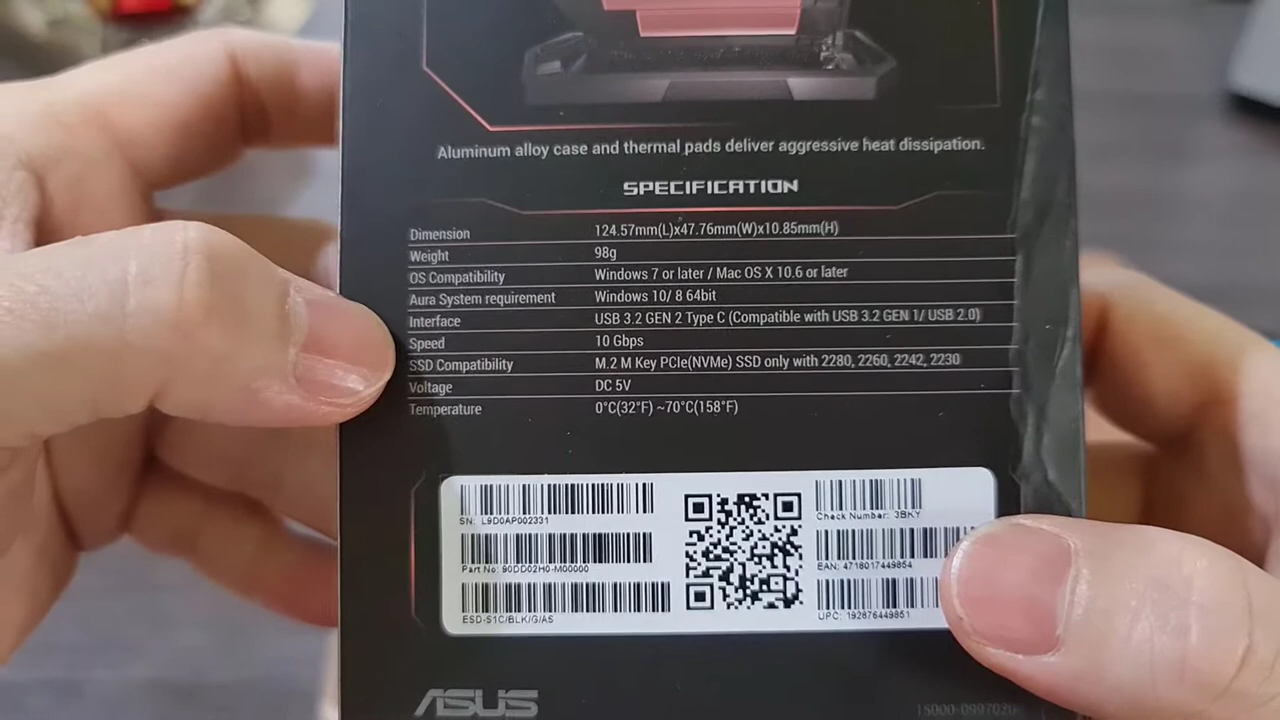 Aluminum alloy case and thermal pads deliver aggressive heat dissipation.
SPECIFICATION
Dimension 124.57mm(L)x47.76mm(W)x10.85mm(H)
Weight 98g
OS Compatibility Windows 7 or later / Mac OS X 10.6 or later
Aura System requirement Windows 10/ 8 64bit
Interface USB 3.2 GEN 2 Type C (Compatible with USB 3.2 GEN 1/ USB 2.0)
Speed 10 Gbps
SSD Compatibility M.2 M Key PCIe(NVMe) SSD only with 2280, 2260, 2242, 2230
Voltage DC 5V
Temperature 0°C(32°F) ~70°C(158°F)
SN: L9D0AP002331
Check Number: 3BKY
Part No: 90DD02H0-M00000
EAN: 4718017449854
ESD-S1C/BLK/G/AS
UPC: 192876449851
ASUS